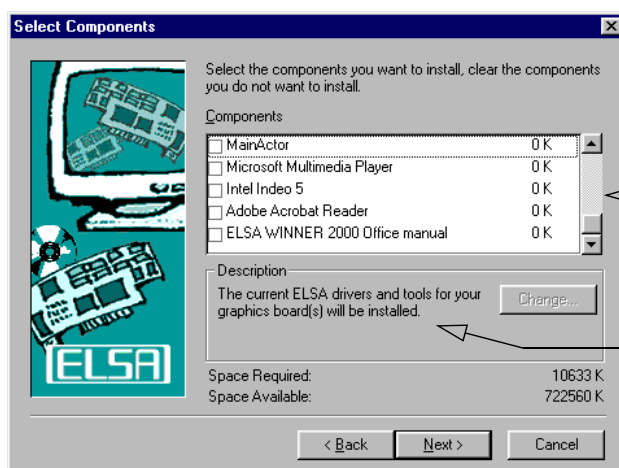 Select Components
Select the components you want to install, clear the components
you do not want to install.
Components
MainActor 0 K
Microsoft Multimedia Player 0 K
Intel Indeo 5 0 K
Adobe Acrobat Reader 0 K
ELSA WINNER 2000 Office manual 0 K
Description
The current ELSA drivers and tools for your
graphics board(s) will be installed.
Change...
ELSA
Space Required: 10633 K
Space Available: 722560 K
< Back
Next >
Cancel